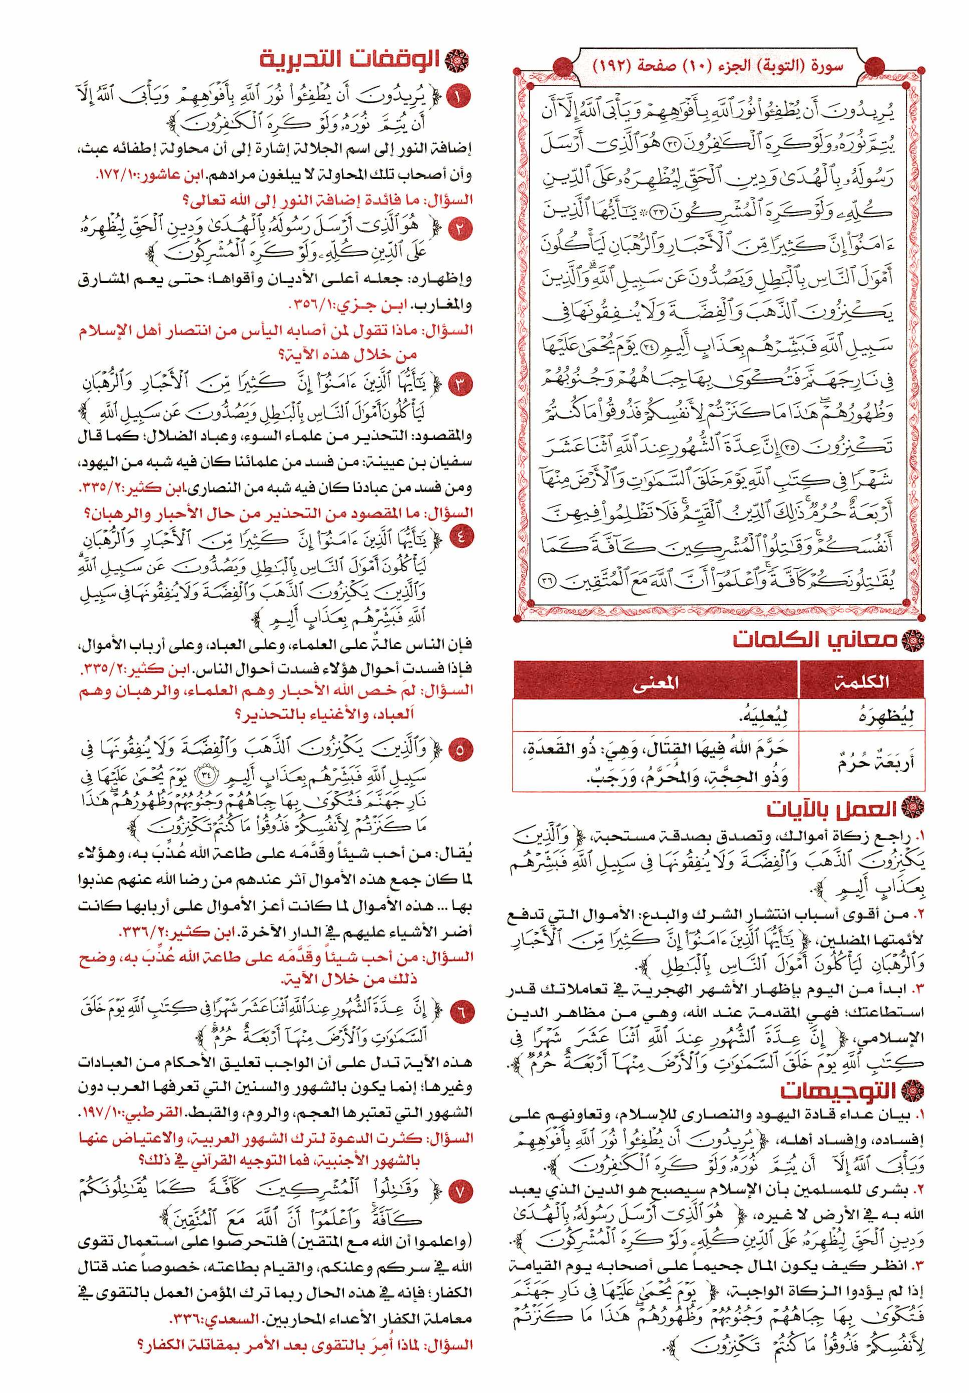 سورة (التوبة) الجزء (١٠) صفحة (١٩٢)
يُرِيدُونَ أَن يُطْفِـُٔوا۟ نُورَ ٱللَّهِ بِأَفْوَٰهِهِمْ وَيَأْبَى ٱللَّهُ إِلَّآ أَن
يُتِمَّ نُورَهُۥ وَلَوْ كَرِهَ ٱلْكَٰفِرُونَ ٣٢ هُوَ ٱلَّذِىٓ أَرْسَلَ
رَسُولَهُۥ بِٱلْهُدَىٰ وَدِينِ ٱلْحَقِّ لِيُظْهِرَهُۥ عَلَى ٱلدِّينِ
كُلِّهِۦ وَلَوْ كَرِهَ ٱلْمُشْرِكُونَ ٣٣ ۞ يَٰٓأَيُّهَا ٱلَّذِينَ
ءَامَنُوٓا۟ إِنَّ كَثِيرًا مِّنَ ٱلْأَحْبَارِ وَٱلرُّهْبَانِ لَيَأْكُلُونَ
أَمْوَٰلَ ٱلنَّاسِ بِٱلْبَٰطِلِ وَيَصُدُّونَ عَن سَبِيلِ ٱللَّهِ ۗ وَٱلَّذِينَ
يَكْنِزُونَ ٱلذَّهَبَ وَٱلْفِضَّةَ وَلَا يُنفِقُونَهَا فِى
سَبِيلِ ٱللَّهِ فَبَشِّرْهُم بِعَذَابٍ أَلِيمٍ ٣٤ يَوْمَ يُحْمَىٰ عَلَيْهَا
فِى نَارِ جَهَنَّمَ فَتُكْوَىٰ بِهَا جِبَاهُهُمْ وَجُنُوبُهُمْ
وَظُهُورُهُمْ ۖ هَٰذَا مَا كَنَزْتُمْ لِأَنفُسِكُمْ فَذُوقُوا۟ مَا كُنتُمْ
تَكْنِزُونَ ٣٥ إِنَّ عِدَّةَ ٱلشُّهُورِ عِندَ ٱللَّهِ ٱثْنَا عَشَرَ
شَهْرًا فِى كِتَٰبِ ٱللَّهِ يَوْمَ خَلَقَ ٱلسَّمَٰوَٰتِ وَٱلْأَرْضَ مِنْهَآ
أَرْبَعَةٌ حُرُمٌ ۚ ذَٰلِكَ ٱلدِّينُ ٱلْقَيِّمُ ۚ فَلَا تَظْلِمُوا۟ فِيهِنَّ
أَنفُسَكُمْ ۚ وَقَٰتِلُوا۟ ٱلْمُشْرِكِينَ كَآفَّةً كَمَا
يُقَٰتِلُونَكُمْ كَآفَّةً ۚ وَٱعْلَمُوٓا۟ أَنَّ ٱللَّهَ مَعَ ٱلْمُتَّقِينَ ٣٦
معاني الكلمات
الكلمة المعنى
لِيُظْهِرَهُ لِيُعلِيَهُ.
أَربَعَةٌ حُرُمٌ حَرَّمَ اللهُ فِيهَا القِتَالَ، وَهِيَ: ذُو القَعدَةِ،
وَذُو الحِجَّةِ، وَالمُحَرَّمُ، وَرَجَبٌ.
العمل بالآيات
١. راجع زكاة أموالك، وتصدق بصدقة مستحبة، ﴿ وَٱلَّذِينَ
يَكْنِزُونَ ٱلذَّهَبَ وَٱلْفِضَّةَ وَلَا يُنفِقُونَهَا فِى سَبِيلِ ٱللَّهِ فَبَشِّرْهُم
بِعَذَابٍ أَلِيمٍ ﴾.
٢. من أقوى أسباب انتشار الشرك والبدع: الأموال التي تدفع
لأئمتها المضلين، ﴿ يَٰٓأَيُّهَا ٱلَّذِينَ ءَامَنُوٓا۟ إِنَّ كَثِيرًا مِّنَ ٱلْأَحْبَارِ
وَٱلرُّهْبَانِ لَيَأْكُلُونَ أَمْوَٰلَ ٱلنَّاسِ بِٱلْبَٰطِلِ ﴾.
٣. ابدأ من اليوم بإظهار الأشهر الهجرية في تعاملاتك قدر
استطاعتك؛ فهي المقدمة عند الله، وهي من مظاهر الدين
الإسلامي، ﴿ إِنَّ عِدَّةَ ٱلشُّهُورِ عِندَ ٱللَّهِ ٱثْنَا عَشَرَ شَهْرًا فِى
كِتَٰبِ ٱللَّهِ يَوْمَ خَلَقَ ٱلسَّمَٰوَٰتِ وَٱلْأَرْضَ مِنْهَآ أَرْبَعَةٌ حُرُمٌ ﴾.
التوجيهات
١. بيان عداء قادة اليهود والنصارى للإسلام، وتعاونهم على
إفساده، وإفساد أهله، ﴿ يُرِيدُونَ أَن يُطْفِـُٔوا۟ نُورَ ٱللَّهِ بِأَفْوَٰهِهِمْ
وَيَأْبَى ٱللَّهُ إِلَّآ أَن يُتِمَّ نُورَهُۥ وَلَوْ كَرِهَ ٱلْكَٰفِرُونَ ﴾.
٢. بشرى للمسلمين بأن الإسلام سيصبح هو الدين الذي يعبد
الله به في الأرض لا غيره، ﴿ هُوَ ٱلَّذِىٓ أَرْسَلَ رَسُولَهُۥ بِٱلْهُدَىٰ
وَدِينِ ٱلْحَقِّ لِيُظْهِرَهُۥ عَلَى ٱلدِّينِ كُلِّهِۦ وَلَوْ كَرِهَ ٱلْمُشْرِكُونَ ﴾.
٣. انظر كيف يكون المال جحيماً على أصحابه يوم القيامة
إذا لم يؤدوا الزكاة الواجبة، ﴿ يَوْمَ يُحْمَىٰ عَلَيْهَا فِى نَارِ جَهَنَّمَ
فَتُكْوَىٰ بِهَا جِبَاهُهُمْ وَجُنُوبُهُمْ وَظُهُورُهُمْ ۖ هَٰذَا مَا كَنَزْتُمْ
لِأَنفُسِكُمْ فَذُوقُوا۟ مَا كُنتُمْ تَكْنِزُونَ ﴾.
الوقفات التدبرية
١ ﴿ يُرِيدُونَ أَن يُطْفِـُٔوا۟ نُورَ ٱللَّهِ بِأَفْوَٰهِهِمْ وَيَأْبَى ٱللَّهُ إِلَّآ
أَن يُتِمَّ نُورَهُۥ وَلَوْ كَرِهَ ٱلْكَٰفِرُونَ ﴾
إضافة النور إلى اسم الجلالة إشارة إلى أن محاولة إطفائه عبث،
وأن أصحاب تلك المحاولة لا يبلغون مرادهم. ابن عاشور:١٧٢/١٠.
السؤال: ما فائدة إضافة النور إلى الله تعالى؟
٢ ﴿ هُوَ ٱلَّذِىٓ أَرْسَلَ رَسُولَهُۥ بِٱلْهُدَىٰ وَدِينِ ٱلْحَقِّ لِيُظْهِرَهُۥ
عَلَى ٱلدِّينِ كُلِّهِۦ وَلَوْ كَرِهَ ٱلْمُشْرِكُونَ ﴾
وإظهاره: جعله أعلى الأديان وأقواها؛ حتى يعم المشارق
والمغارب. ابن جزي:٣٥٦/١.
السؤال: ماذا تقول لمن أصابه اليأس من انتصار أهل الإسلام
من خلال هذه الآية؟
٣ ﴿ يَٰٓأَيُّهَا ٱلَّذِينَ ءَامَنُوٓا۟ إِنَّ كَثِيرًا مِّنَ ٱلْأَحْبَارِ وَٱلرُّهْبَانِ
لَيَأْكُلُونَ أَمْوَٰلَ ٱلنَّاسِ بِٱلْبَٰطِلِ وَيَصُدُّونَ عَن سَبِيلِ ٱللَّهِ ﴾
والمقصود: التحذير من علماء السوء، وعباد الضلال؛ كما قال
سفيان بن عيينة: من فسد من علمائنا كان فيه شبه من اليهود،
ومن فسد من عبادنا كان فيه شبه من النصارى. ابن كثير:٣٣٥/٢.
السؤال: ما المقصود من التحذير من حال الأحبار والرهبان؟
٤ ﴿ يَٰٓأَيُّهَا ٱلَّذِينَ ءَامَنُوٓا۟ إِنَّ كَثِيرًا مِّنَ ٱلْأَحْبَارِ وَٱلرُّهْبَانِ
لَيَأْكُلُونَ أَمْوَٰلَ ٱلنَّاسِ بِٱلْبَٰطِلِ وَيَصُدُّونَ عَن سَبِيلِ ٱللَّهِ ۗ
وَٱلَّذِينَ يَكْنِزُونَ ٱلذَّهَبَ وَٱلْفِضَّةَ وَلَا يُنفِقُونَهَا فِى سَبِيلِ
ٱللَّهِ فَبَشِّرْهُم بِعَذَابٍ أَلِيمٍ ﴾
فإن الناس عالةٌ على العلماء، وعلى العباد، وعلى أرباب الأموال،
فإذا فسدت أحوال هؤلاء فسدت أحوال الناس. ابن كثير:٣٣٥/٢.
السؤال: لمَ خص الله الأحبار وهم العلماء، والرهبان وهم
العباد، والأغنياء بالتحذير؟
٥ ﴿ وَٱلَّذِينَ يَكْنِزُونَ ٱلذَّهَبَ وَٱلْفِضَّةَ وَلَا يُنفِقُونَهَا فِى
سَبِيلِ ٱللَّهِ فَبَشِّرْهُم بِعَذَابٍ أَلِيمٍ ٣٤ يَوْمَ يُحْمَىٰ عَلَيْهَا فِى
نَارِ جَهَنَّمَ فَتُكْوَىٰ بِهَا جِبَاهُهُمْ وَجُنُوبُهُمْ وَظُهُورُهُمْ ۖ هَٰذَا
مَا كَنَزْتُمْ لِأَنفُسِكُمْ فَذُوقُوا۟ مَا كُنتُمْ تَكْنِزُونَ ﴾
يُقال: من أحب شيئاً وقَدَّمَه على طاعة الله عُذِّبَ به، وهؤلاء
لما كان جمع هذه الأموال آثر عندهم من رضا الله عنهم عذبوا
بها ... هذه الأموال لما كانت أعز الأموال على أربابها كانت
أضر الأشياء عليهم في الدار الآخرة. ابن كثير:٣٣٦/٢.
السؤال: من أحب شيئاً وقَدَّمَه على طاعة الله عُذِّبَ به، وضح
ذلك من خلال الآية.
٦ ﴿ إِنَّ عِدَّةَ ٱلشُّهُورِ عِندَ ٱللَّهِ ٱثْنَا عَشَرَ شَهْرًا فِى كِتَٰبِ ٱللَّهِ يَوْمَ خَلَقَ
ٱلسَّمَٰوَٰتِ وَٱلْأَرْضَ مِنْهَآ أَرْبَعَةٌ حُرُمٌ ﴾
هذه الآية تدل على أن الواجب تعليق الأحكام من العبادات
وغيرها؛ إنما يكون بالشهور والسنين التي تعرفها العرب دون
الشهور التي تعتبرها العجم، والروم، والقبط. القرطبي:١٩٧/١٠.
السؤال: كثرت الدعوة لترك الشهور العربية، والاعتياض عنها
بالشهور الأجنبية، فما التوجيه القرآني في ذلك؟
٧ ﴿ وَقَٰتِلُوا۟ ٱلْمُشْرِكِينَ كَآفَّةً كَمَا يُقَٰتِلُونَكُمْ
كَآفَّةً ۚ وَٱعْلَمُوٓا۟ أَنَّ ٱللَّهَ مَعَ ٱلْمُتَّقِينَ ﴾
(واعلموا أن الله مع المتقين) فلتحرصوا على استعمال تقوى
الله في سركم وعلنكم، والقيام بطاعته، خصوصاً عند قتال
الكفار؛ فإنه في هذه الحال ربما ترك المؤمن العمل بالتقوى في
معاملة الكفار الأعداء المحاربين. السعدي:٣٣٦.
السؤال: لماذا أُمِرَ بالتقوى بعد الأمر بمقاتلة الكفار؟